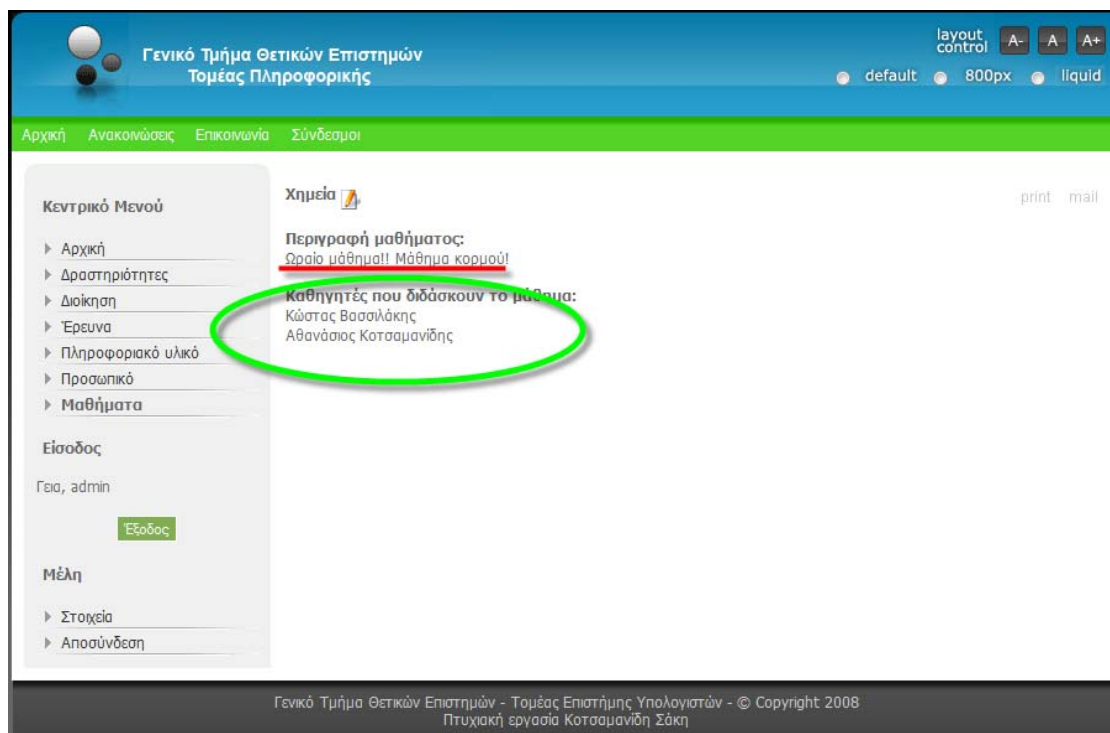 Γενικό Τμήμα Θετικών Επιστημών
Τομέας Πληροφορικής
layout
control
A- A A+
default 800px liquid
Αρχική Ανακοινώσεις Επικοινωνία Σύνδεσμοι
Κεντρικό Μενού
Αρχική
Δραστηριότητες
Διοίκηση
Έρευνα
Πληροφοριακό υλικό
Προσωπικό
Μαθήματα
Είσοδος
Γεια, admin
Έξοδος
Μέλη
Στοιχεία
Αποσύνδεση
Χημεία
print mail
Περιγραφή μαθήματος:
Ωραίο μάθημα!! Μάθημα κορμού!
Καθηγητές που διδάσκουν το μάθημα:
Κώστας Βασσιλάκης
Αθανάσιος Κοτσαμανίδης
Γενικό Τμήμα Θετικών Επιστημών - Τομέας Επιστήμης Υπολογιστών - © Copyright 2008
Πτυχιακή εργασία Κοτσαμανίδη Σάκη